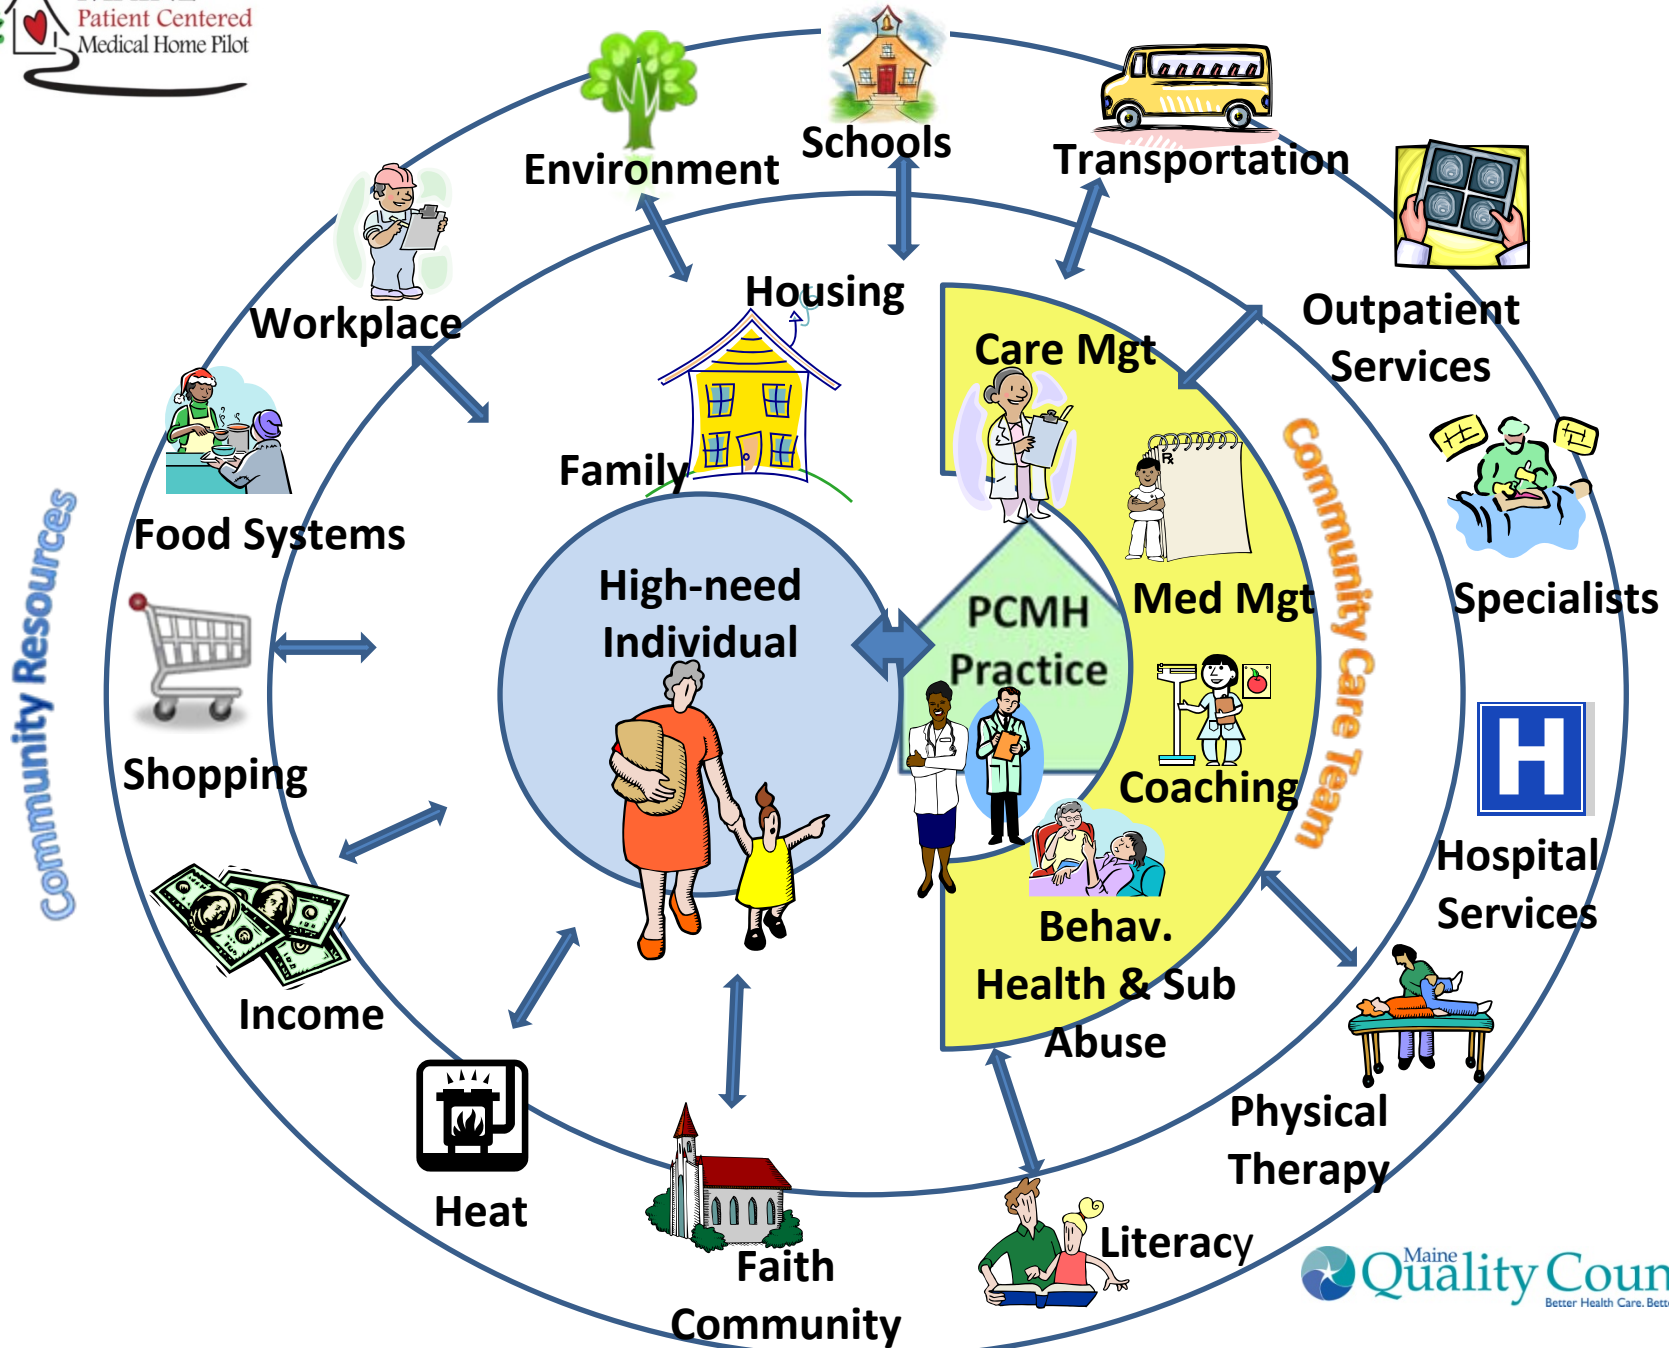 Patient Centered
Medical Home Pilot
Schools
Environment
Transportation
Workplace
Housing
Outpatient
Services
Care Mgt
Family
Food Systems
High-need
Individual
PCMH
Practice
Med Mgt
Specialists
Community Resources
Community Care Team
Rx
Shopping
Coaching
H
Hospital
Services
Behav.
Health & Sub
Abuse
Income
Physical
Therapy
Heat
Literacy
Faith
Community
Maine
Quality Coun
Better Health Care. Bette